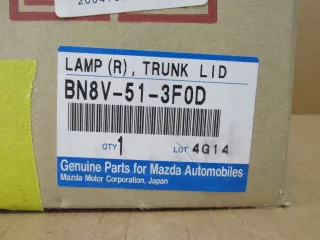 LAMP (R), TRUNK LID
BN8V-51-3F0D
QTY 1 LOT 4G14
Genuine Parts for Mazda Automobiles
Mazda Motor Corporation, Japan